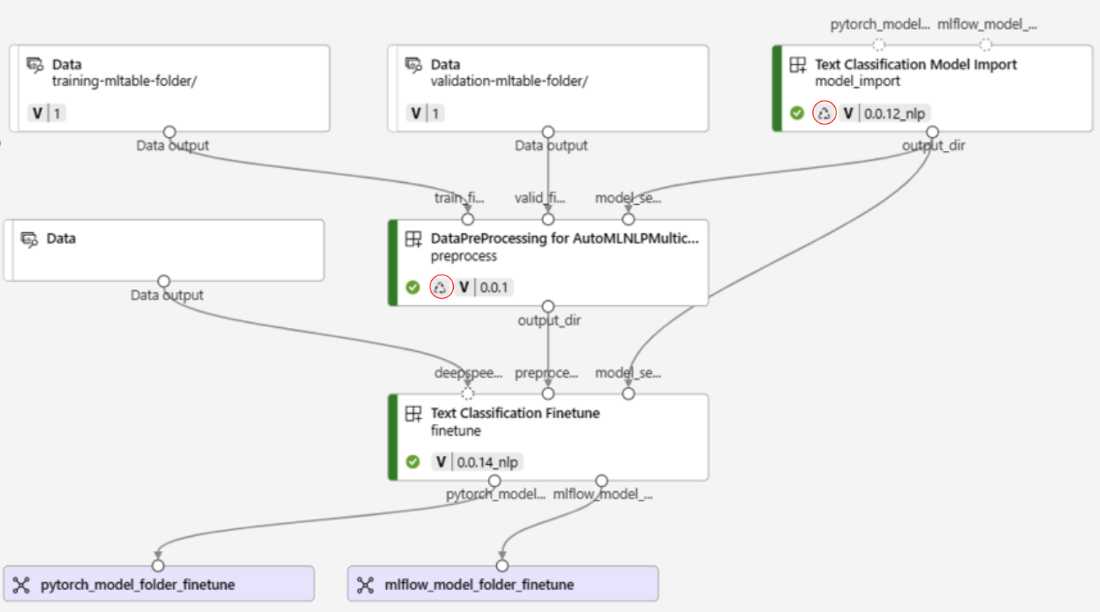 pytorch_model... mlflow_model_...
Data
training-mltable-folder/
V 1
Data output
Data
validation-mltable-folder/
V 1
Data output
Text Classification Model Import
model_import
V 0.0.12_nlp
output_dir
train_fi... valid_fi... model_se...
Data
Data output
DataPreProcessing for AutoMLNLPMultic...
preprocess
V 0.0.1
output_dir
deepspee... preproce... model_se...
Text Classification Finetune
finetune
V 0.0.14_nlp
pytorch_model... mlflow_model_...
pytorch_model_folder_finetune
mlflow_model_folder_finetune